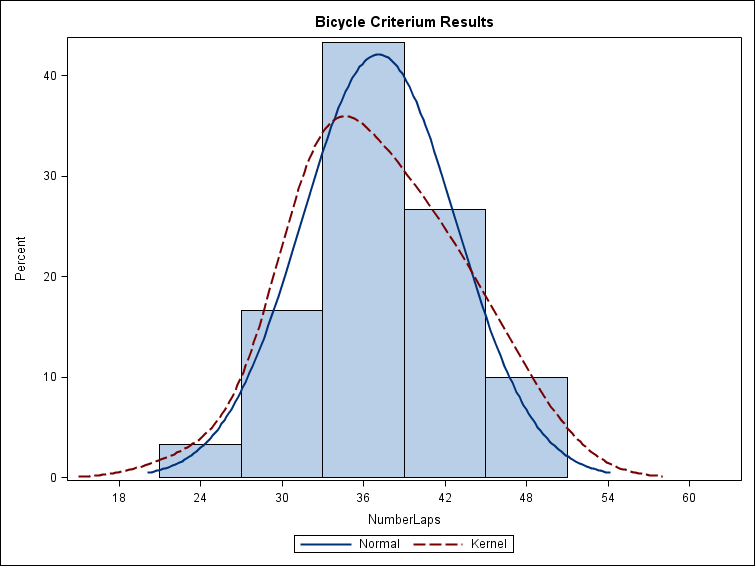 Bicycle Criterium Results
Percent
40
30
20
10
0
18 24 30 36 42 48 54 60
NumberLaps
Normal Kernel